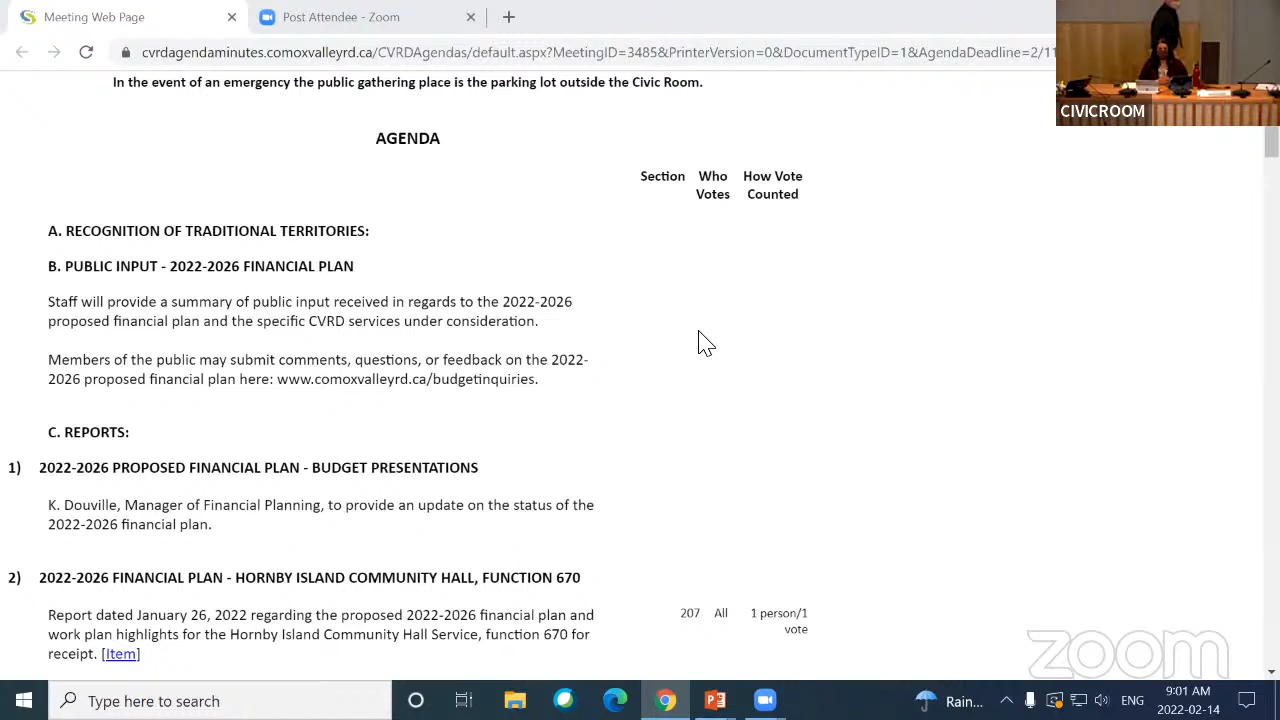 Meeting Web Page
Post Attendee - Zoom
cvrdagendaminutes.comoxvalleyrd.ca/CVRDAgendas/default.aspx?MeetingID=3485&PrinterVersion=0&DocumentTypeID=1&AgendaDeadline=2/11
In the event of an emergency the public gathering place is the parking lot outside the Civic Room.
CIVICROOM
AGENDA
Section Who How Vote
Votes Counted
A. RECOGNITION OF TRADITIONAL TERRITORIES:
B. PUBLIC INPUT - 2022-2026 FINANCIAL PLAN
Staff will provide a summary of public input received in regards to the 2022-2026
proposed financial plan and the specific CVRD services under consideration.
Members of the public may submit comments, questions, or feedback on the 2022-
2026 proposed financial plan here: www.comoxvalleyrd.ca/budgetinquiries.
C. REPORTS:
1) 2022-2026 PROPOSED FINANCIAL PLAN - BUDGET PRESENTATIONS
K. Douville, Manager of Financial Planning, to provide an update on the status of the
2022-2026 financial plan.
2) 2022-2026 FINANCIAL PLAN - HORNBY ISLAND COMMUNITY HALL, FUNCTION 670
Report dated January 26, 2022 regarding the proposed 2022-2026 financial plan and
work plan highlights for the Hornby Island Community Hall Service, function 670 for
receipt. [Item]
207 All 1 person/1
vote
zoom
Type here to search
Rain...
ENG
9:01 AM
2022-02-14